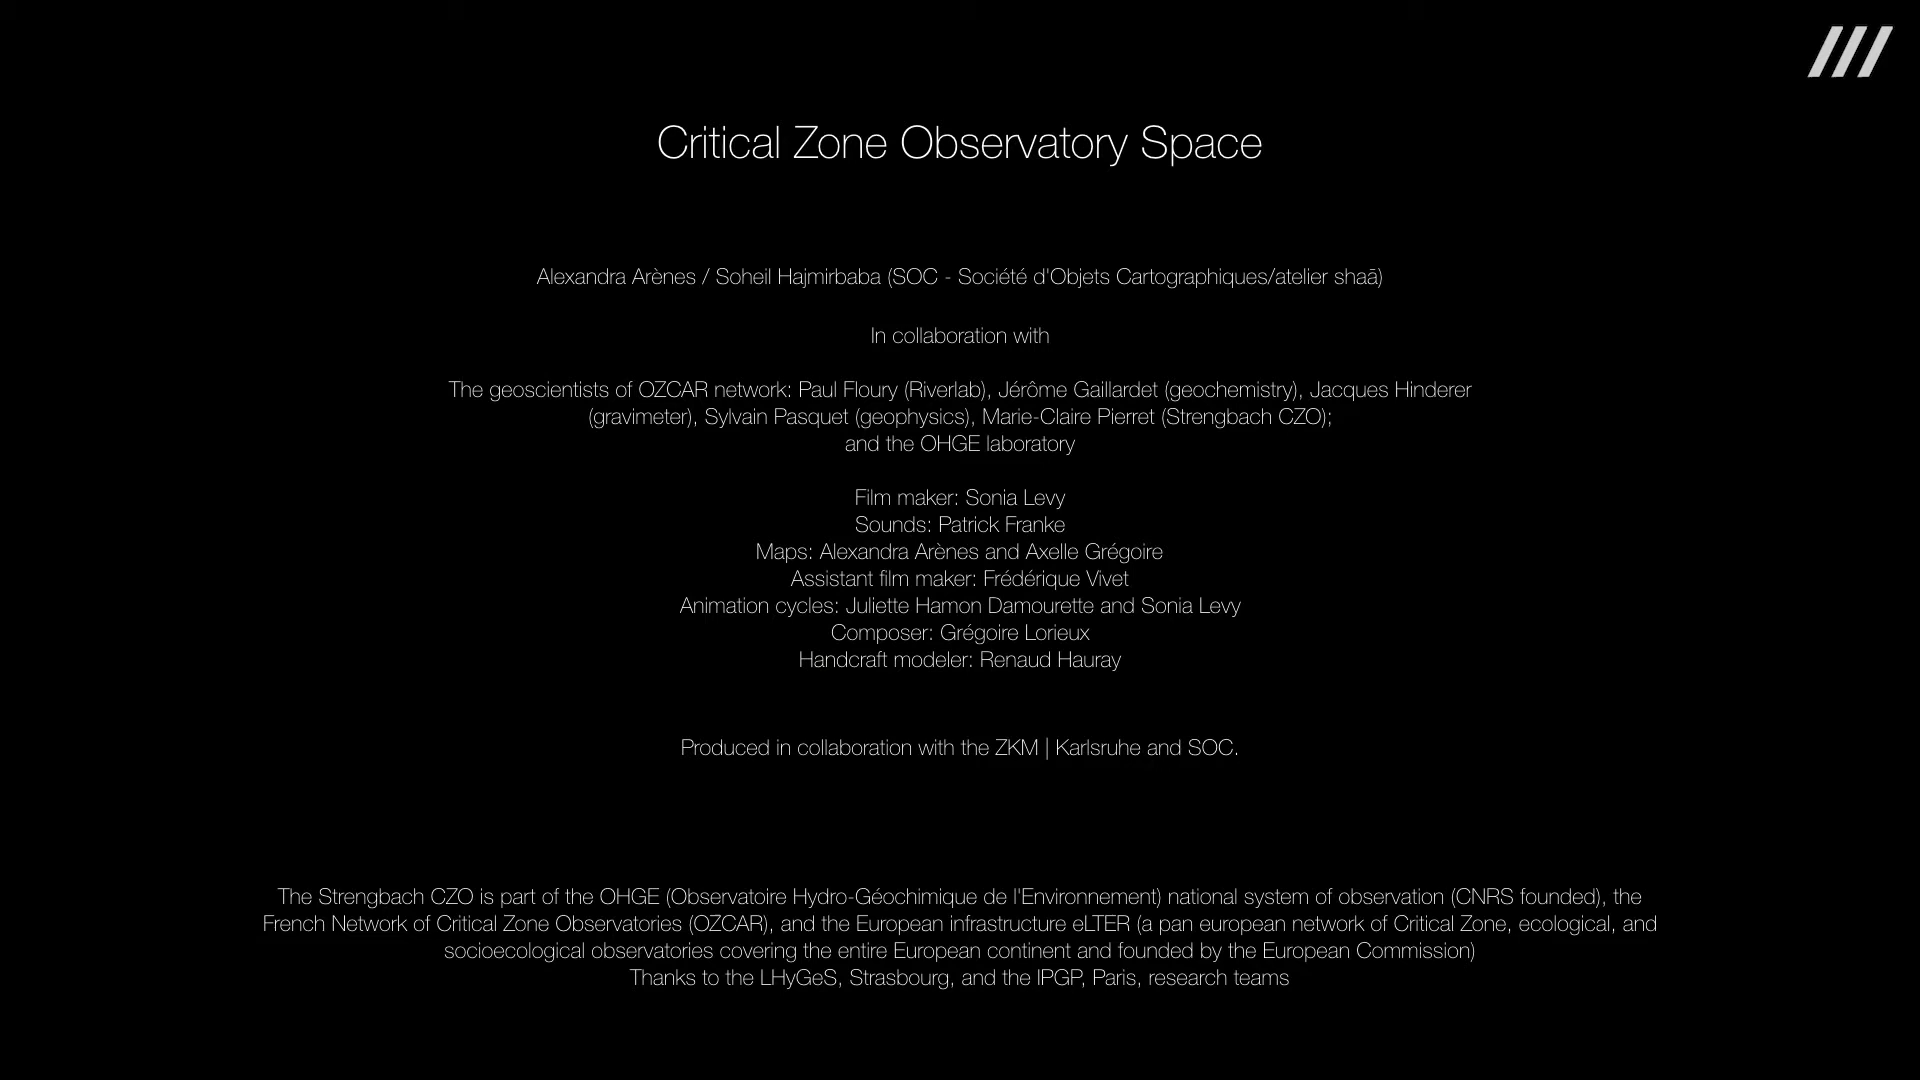 Critical Zone Observatory Space
Alexandra Arènes / Soheil Hajmirbaba (SOC - Société d'Objets Cartographiques/atelier shaā)
In collaboration with
The geoscientists of OZCAR network: Paul Floury (Riverlab), Jérôme Gaillardet (geochemistry), Jacques Hinderer
(gravimeter), Sylvain Pasquet (geophysics), Marie-Claire Pierret (Strengbach CZO);
and the OHGE laboratory
Film maker: Sonia Levy
Sounds: Patrick Franke
Maps: Alexandra Arènes and Axelle Grégoire
Assistant film maker: Frédérique Vivet
Animation cycles: Juliette Hamon Damourette and Sonia Levy
Composer: Grégoire Lorieux
Handcraft modeler: Renaud Hauray
Produced in collaboration with the ZKM | Karlsruhe and SOC.
The Strengbach CZO is part of the OHGE (Observatoire Hydro-Géochimique de l'Environnement) national system of observation (CNRS founded), the
French Network of Critical Zone Observatories (OZCAR), and the European infrastructure eLTER (a pan european network of Critical Zone, ecological, and
socioecological observatories covering the entire European continent and founded by the European Commission)
Thanks to the LHyGeS, Strasbourg, and the IPGP, Paris, research teams